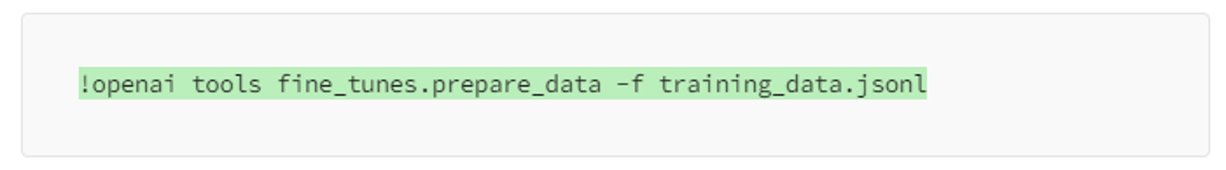 !openai tools fine_tunes.prepare_data -f training_data.jsonl